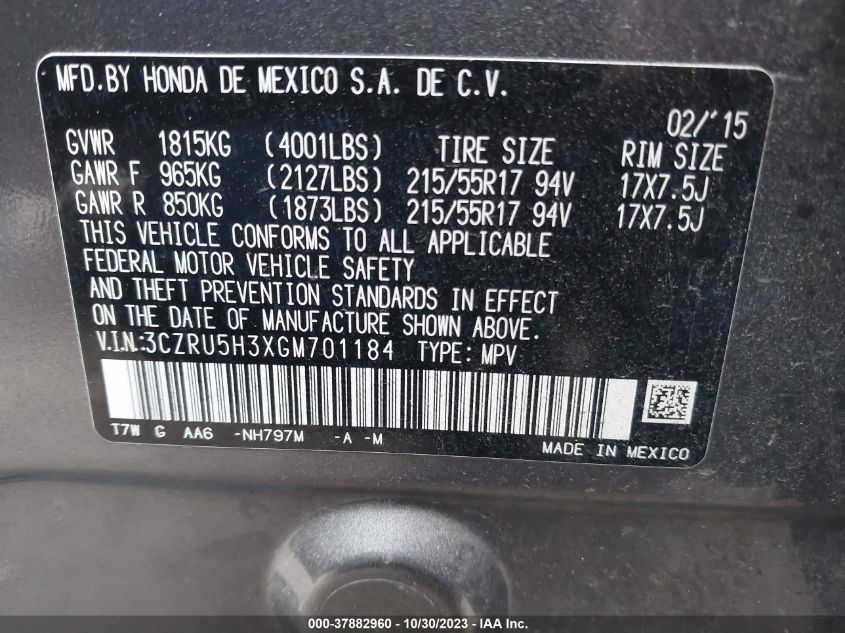 MFD.BY HONDA DE MEXICO S.A. DE C.V.
02/'15
GVWR 1815KG (4001LBS) TIRE SIZE RIM SIZE
GAWR F 965KG (2127LBS) 215/55R17 94V 17X7.5J
GAWR R 850KG (1873LBS) 215/55R17 94V 17X7.5J
THIS VEHICLE CONFORMS TO ALL APPLICABLE
FEDERAL MOTOR VEHICLE SAFETY
AND THEFT PREVENTION STANDARDS IN EFFECT
ON THE DATE OF MANUFACTURE SHOWN ABOVE.
V.I.N.:3CZRU5H3XGM701184 TYPE: MPV
T7W G AA6 -NH797M -A -M
MADE IN MEXICO
000-37882960 - 10/30/2023 - © IAA, Inc.